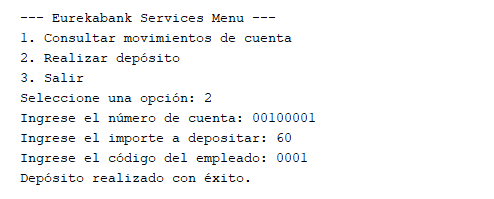 --- Eurekabank Services Menu ---
1. Consultar movimientos de cuenta
2. Realizar depósito
3. Salir
Seleccione una opción: 2
Ingrese el número de cuenta: 00100001
Ingrese el importe a depositar: 60
Ingrese el código del empleado: 0001
Depósito realizado con éxito.